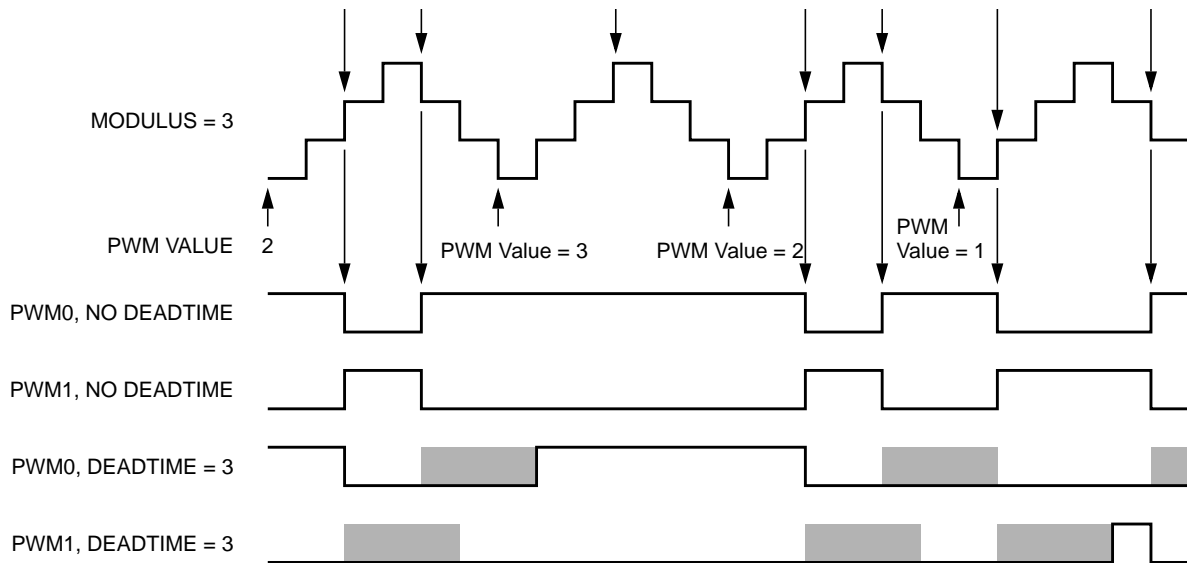 MODULUS = 3
PWM VALUE 2
PWM Value = 3
PWM Value = 2
PWM
Value = 1
PWM0, NO DEADTIME
PWM1, NO DEADTIME
PWM0, DEADTIME = 3
PWM1, DEADTIME = 3